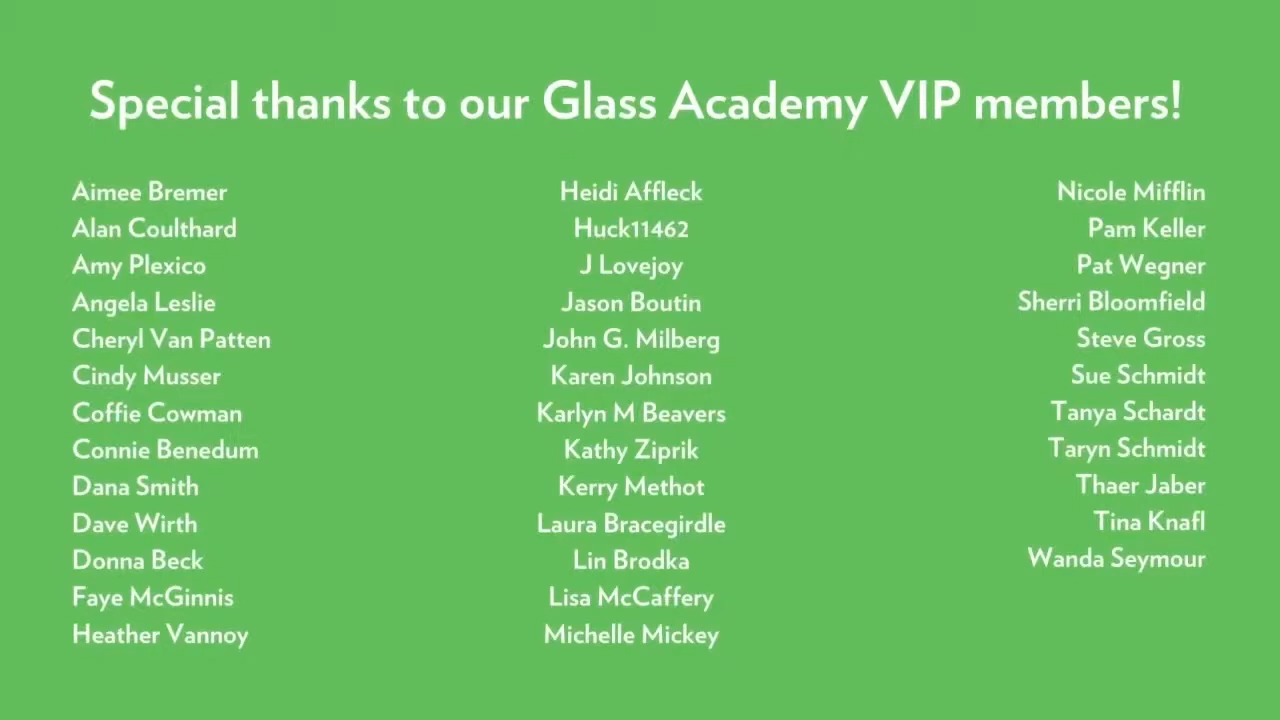 Special thanks to our Glass Academy VIP members!
Aimee Bremer
Alan Coulthard
Amy Plexico
Angela Leslie
Cheryl Van Patten
Cindy Musser
Coffie Cowman
Connie Benedum
Dana Smith
Dave Wirth
Donna Beck
Faye McGinnis
Heather Vannoy
Heidi Affleck
Huck11462
J Lovejoy
Jason Boutin
John G. Milberg
Karen Johnson
Karlyn M Beavers
Kathy Ziprik
Kerry Methot
Laura Bracegirdle
Lin Brodka
Lisa McCaffery
Michelle Mickey
Nicole Mifflin
Pam Keller
Pat Wegner
Sherri Bloomfield
Steve Gross
Sue Schmidt
Tanya Schardt
Taryn Schmidt
Thaer Jaber
Tina Knafl
Wanda Seymour